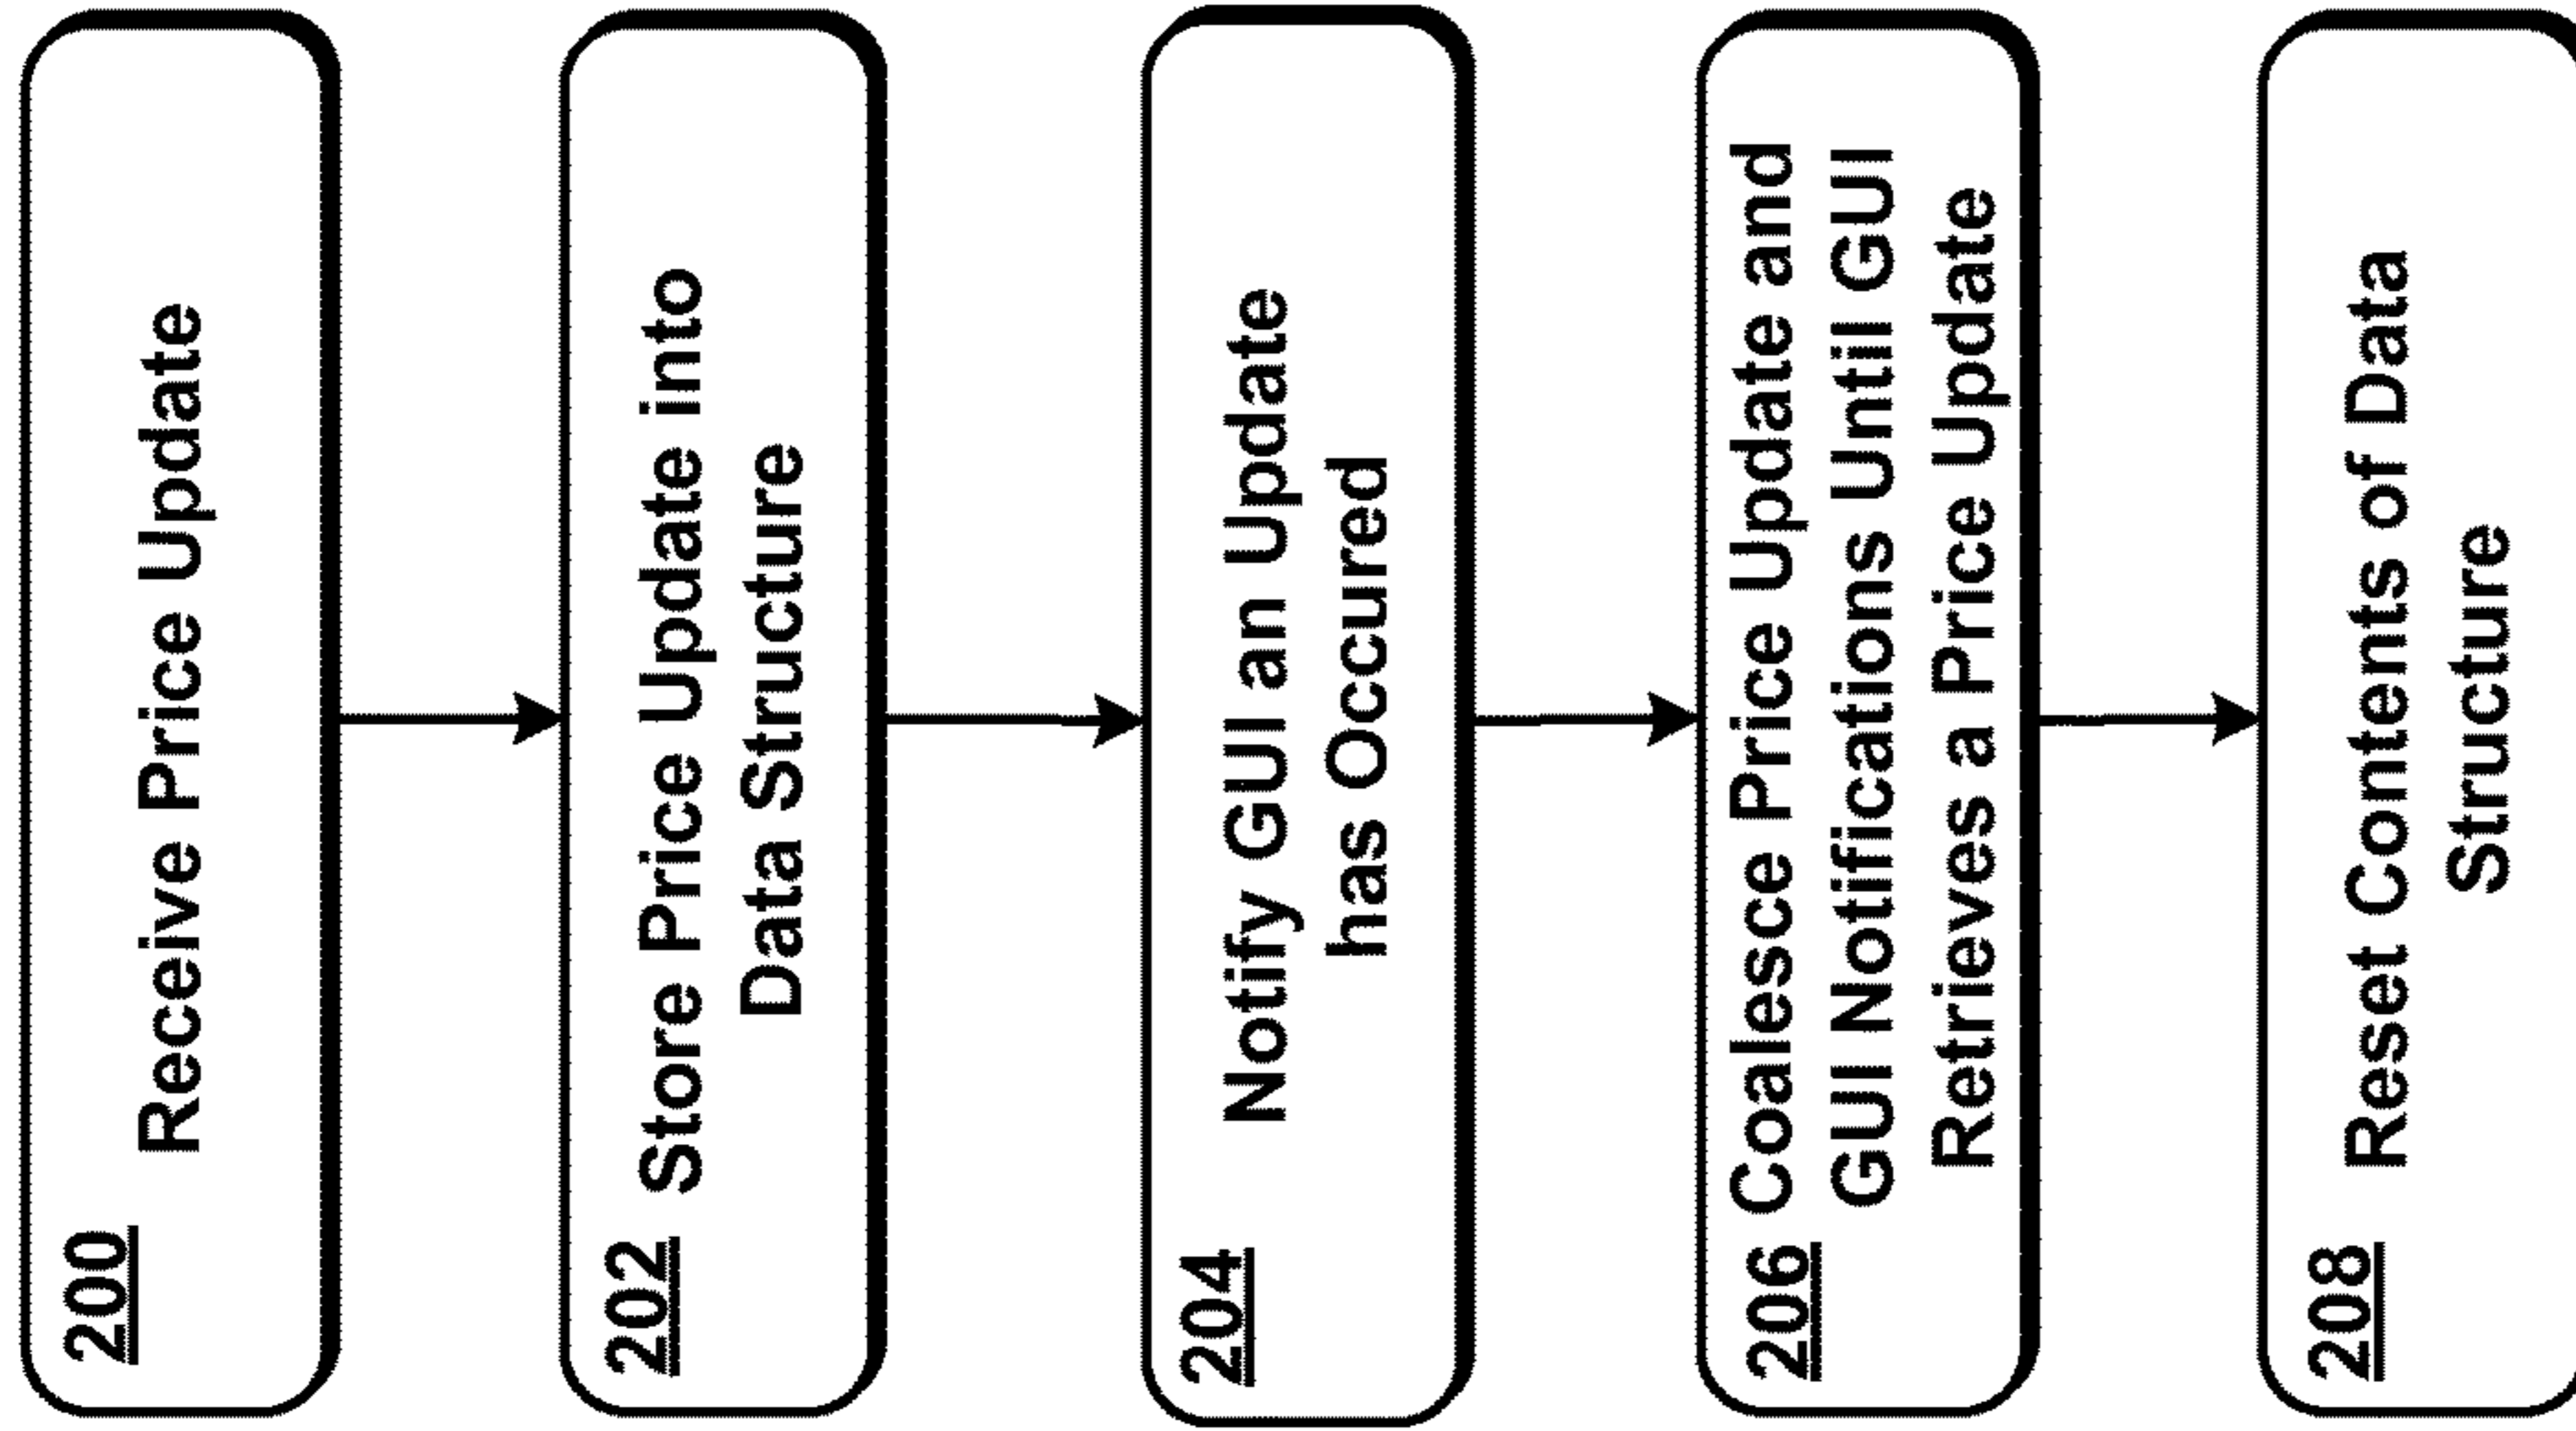 200
Receive Price Update
202
Store Price Update into
Data Structure
204
Notify GUI an Update
has Occured
206
Coalesce Price Update and
GUI Notifications Until GUI
Retrieves a Price Update
208
Reset Contents of Data
Structure